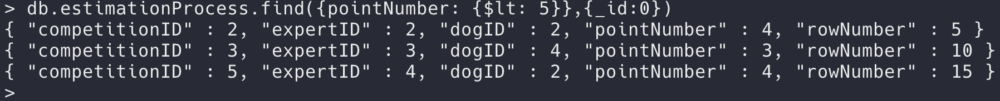 > db.estimationProcess.find({pointNumber: {$lt: 5}},{_id:0})
{ "competitionID" : 2, "expertID" : 2, "dogID" : 2, "pointNumber" : 4, "rowNumber" : 5 }
{ "competitionID" : 3, "expertID" : 3, "dogID" : 4, "pointNumber" : 3, "rowNumber" : 10 }
{ "competitionID" : 5, "expertID" : 4, "dogID" : 2, "pointNumber" : 4, "rowNumber" : 15 }
>